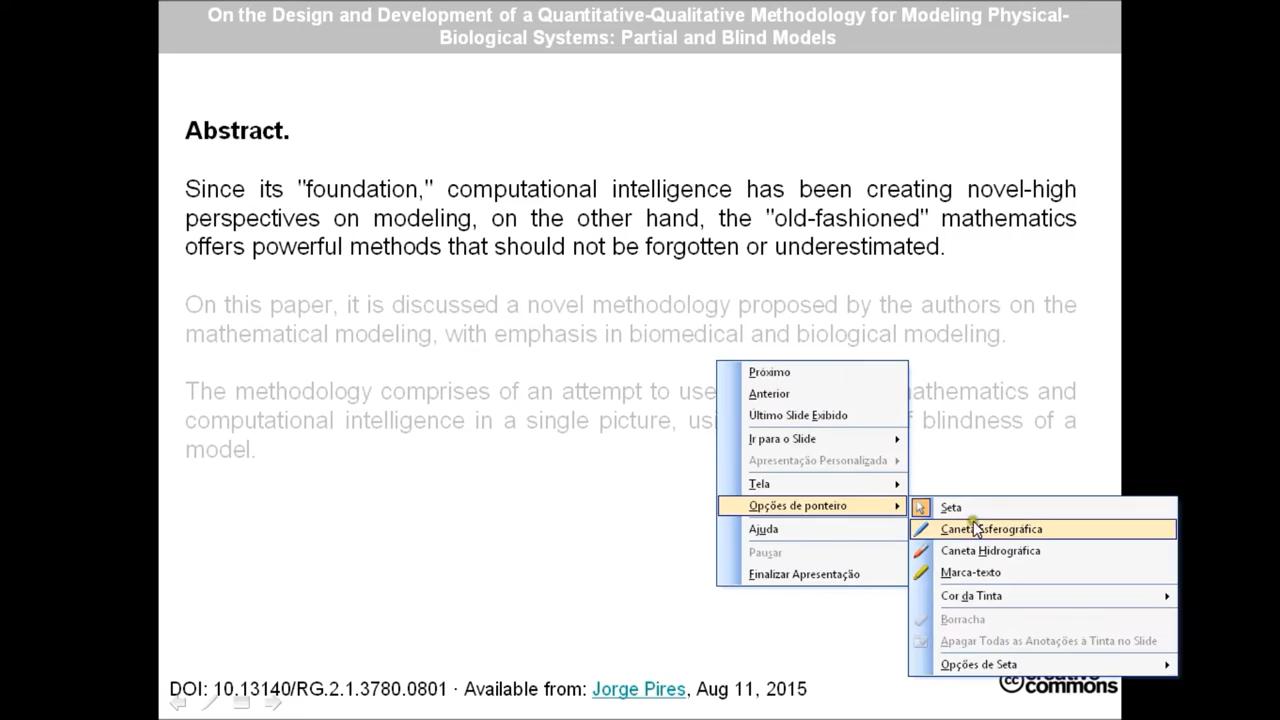 On the Design and Development of a Quantitative-Qualitative Methodology for Modeling Physical-
Biological Systems: Partial and Blind Models
Abstract.
Since its "foundation," computational intelligence has been creating novel-high
perspectives on modeling, on the other hand, the "old-fashioned" mathematics
offers powerful methods that should not be forgotten or underestimated.
On this paper, it is discussed a novel methodology proposed by the authors on the
mathematical modeling, with emphasis in biomedical and biological modeling.
The methodology comprises of an attempt to use mathematics and
computational intelligence in a single picture, blindness of a
model.
Próximo
Anterior
Último Slide Exibido
Ir para o Slide
Apresentação Personalizada
Tela
Opções de ponteiro
Ajuda
Pausar
Finalizar Apresentação
Seta
Caneta Esferográfica
Caneta Hidrográfica
Marca-texto
Cor da Tinta
Borracha
Apagar Todas as Anotações à Tinta no Slide
Opções de Seta
DOI: 10.13140/RG.2.1.3780.0801 · Available from: Jorge Pires, Aug 11, 2015
cc creative
commons